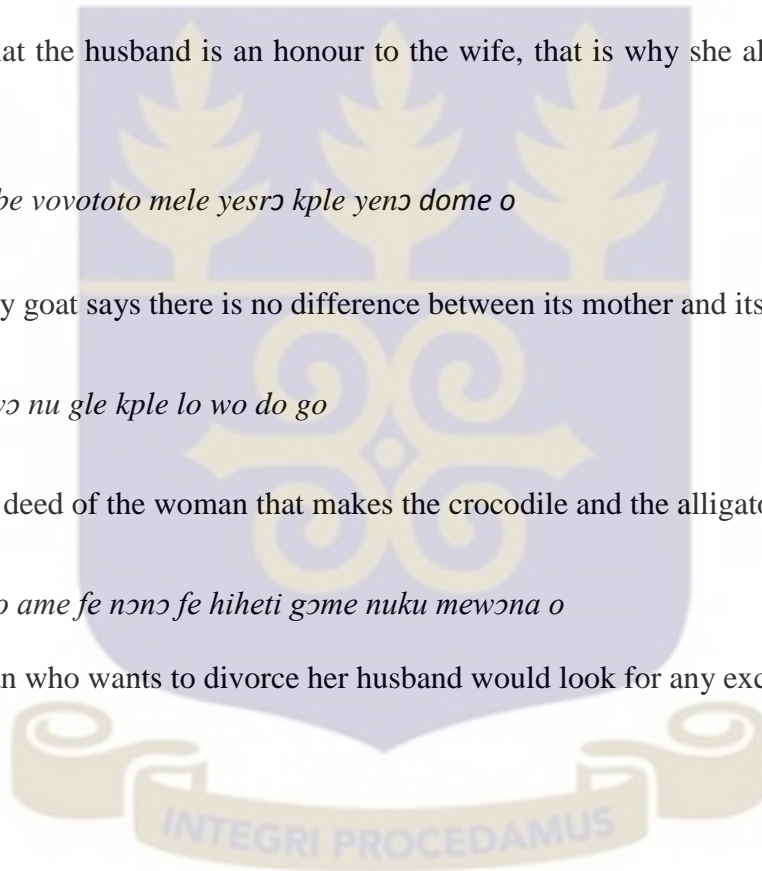 at the husband is an honour to the wife, that is why she al
be vovototo mele yesrɔ kple yenɔ dome o
y goat says there is no difference between its mother and its
nu gle kple lo wo do go
deed of the woman that makes the crocodile and the alligato
ame fe nɔnɔ fe hiheti gɔme nuku mewɔna o
n who wants to divorce her husband would look for any exc
INTEGRI PROCEDAMUS